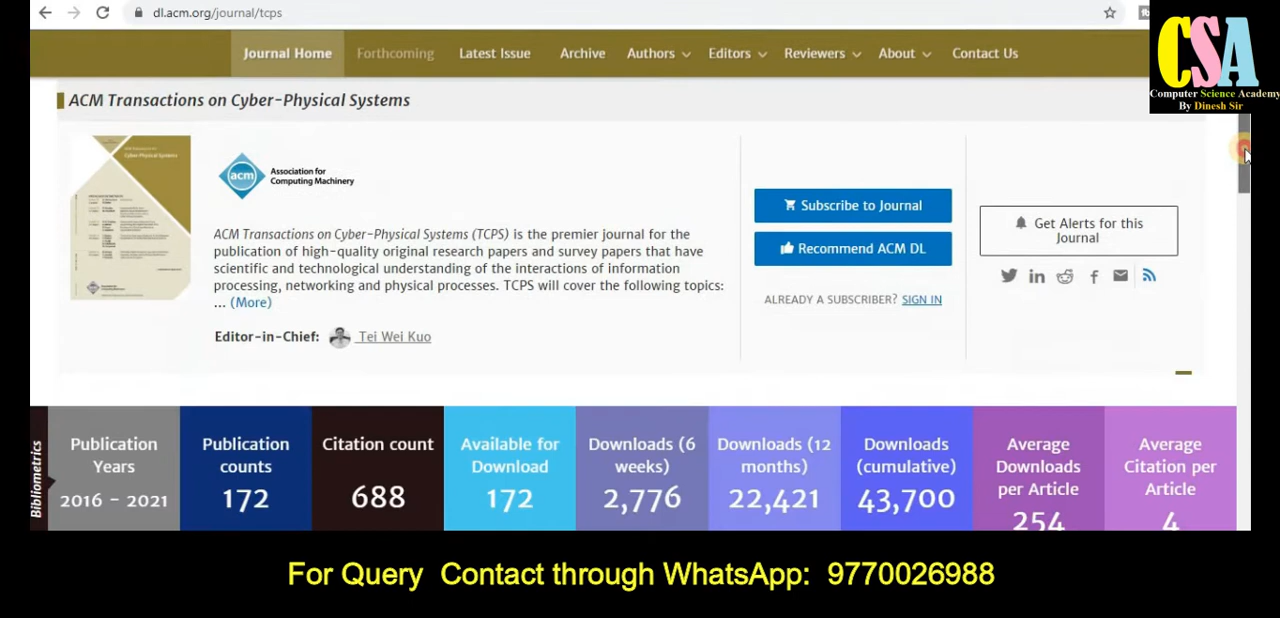 dl.acm.org/journal/tcps
CSA
Computer Science Academy
By Dinesh Sir
Journal Home Forthcoming Latest Issue Archive Authors Editors Reviewers About Contact Us
ACM Transactions on Cyber-Physical Systems
acm
Association for
Computing Machinery
ACM Transactions on Cyber-Physical Systems (TCPS) is the premier journal for the
publication of high-quality original research papers and survey papers that have
scientific and technological understanding of the interactions of information
processing, networking and physical processes. TCPS will cover the following topics:
... (More)
Editor-in-Chief: Tei Wei Kuo
Subscribe to Journal
Recommend ACM DL
ALREADY A SUBSCRIBER? SIGN IN
Get Alerts for this
Journal
Bibliometrics
Publication
Years
2016 - 2021
Publication
counts
172
Citation count
688
Available for
Download
172
Downloads (6
weeks)
2,776
Downloads (12
months)
22,421
Downloads
(cumulative)
43,700
Average
Downloads
per Article
254
Average
Citation per
Article
4
For Query Contact through WhatsApp: 9770026988